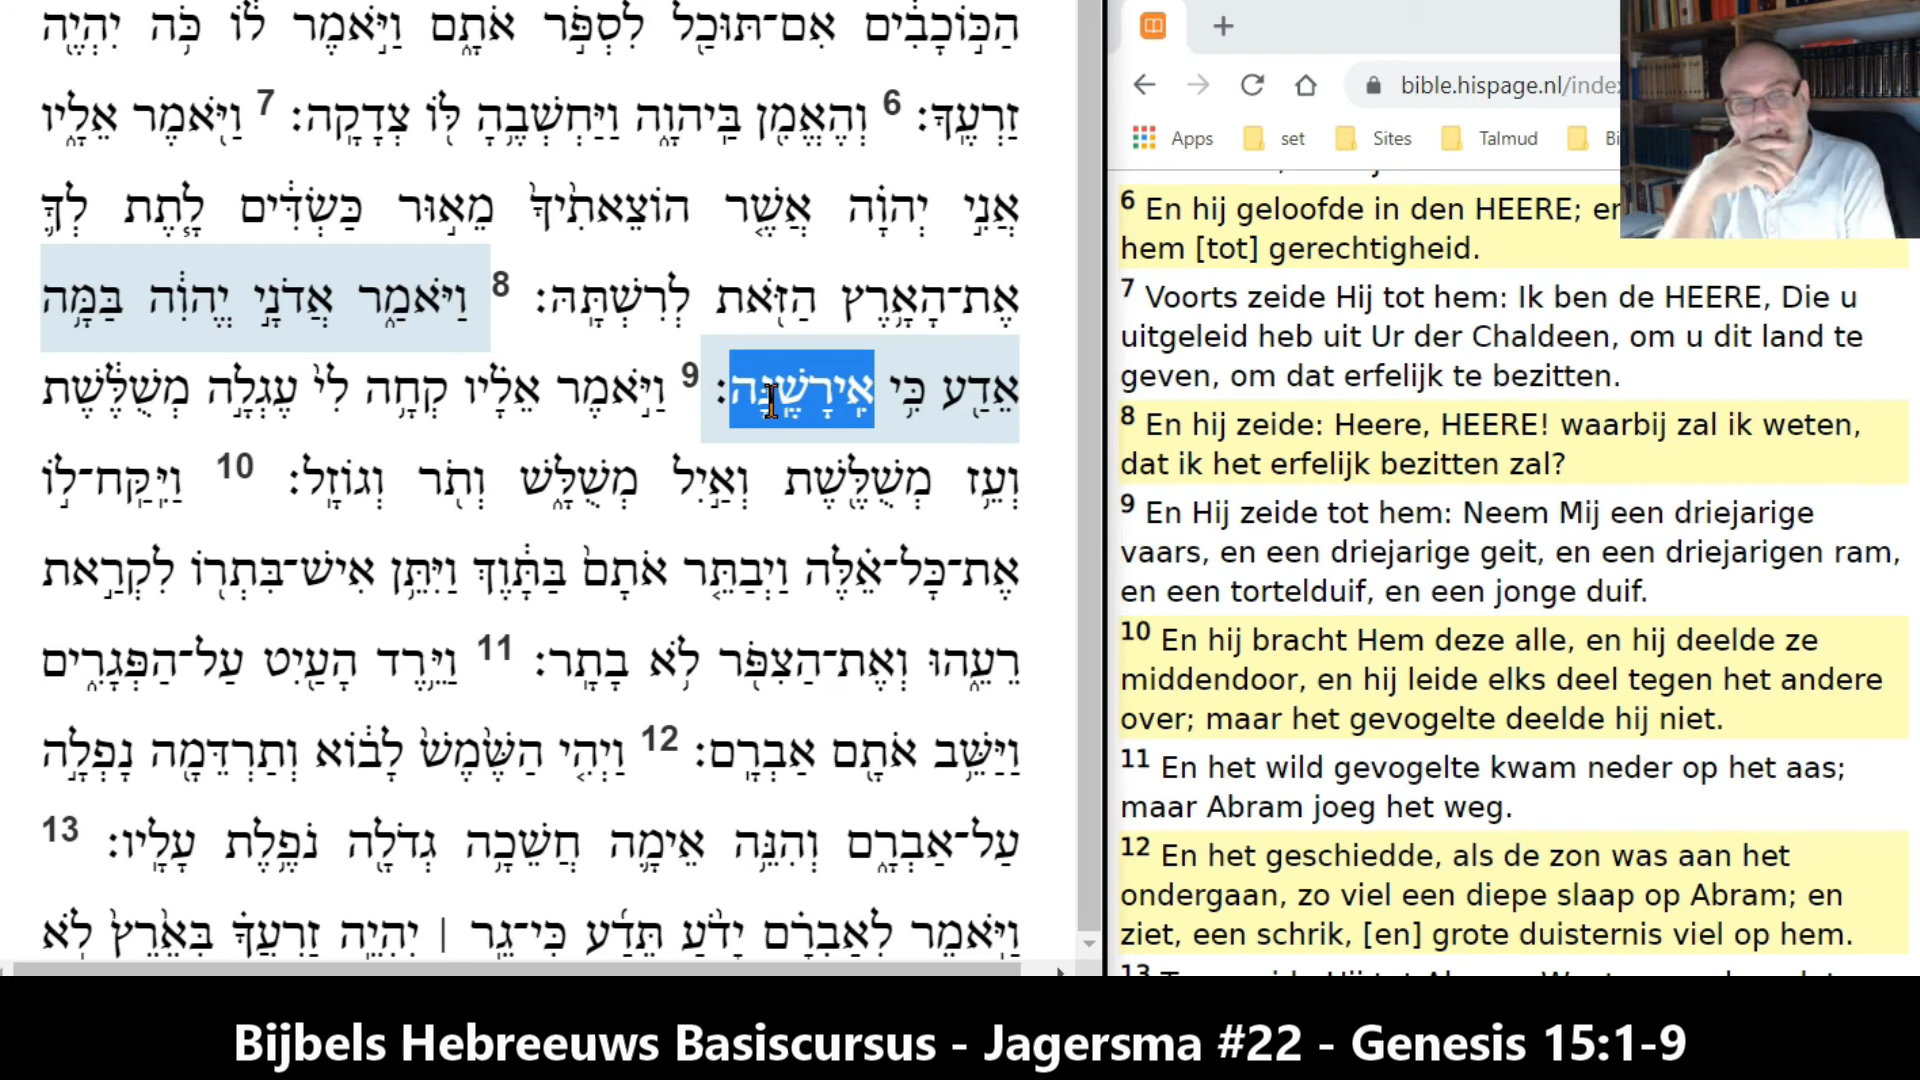 הַכּ֣וֹכָבִ֔ים אִם־תּוּכַ֖ל לִסְפֹּ֣ר אֹתָ֑ם וַיֹּ֣אמֶר ל֔וֹ כֹּ֥ה יִהְיֶ֖ה
זַרְעֶֽךָ׃ 6 וְהֶאֱמִ֖ן בַּֽיהוָ֑ה וַיַּחְשְׁבֶ֥הָ לּ֖וֹ צְדָקָֽה׃ 7 וַיֹּ֖אמֶר אֵלָ֑יו
אֲנִ֣י יְהוָ֗ה אֲשֶׁ֤ר הוֹצֵאתִ֙יךָ֙ מֵא֣וּר כַּשְׂדִּ֔ים לָ֧תֶת לְךָ֛
אֶת־הָאָ֥רֶץ הַזֹּ֖את לְרִשְׁתָּֽהּ׃ 8 וַיֹּאמַ֑ר אֲדֹנָ֣י יֱהוִ֔ה בַּמָּ֥ה
אֵדַ֖ע כִּ֥י אִֽירָשֶֽׁנָּה׃ 9 וַיֹּ֣אמֶר אֵלָ֗יו קְחָ֥ה לִי֙ עֶגְלָ֣ה מְשֻׁלֶּ֔שֶׁת
וְעֵ֥ז מְשֻׁלֶּ֖שֶׁת וְאַ֣יִל מְשֻׁלָּ֑שׁ וְתֹ֖ר וְגוֹזָֽל׃ 10 וַיִּֽקַּֽח־ל֣וֹ
אֶת־כָּל־אֵ֗לֶּה וַיְבַתֵּ֤ר אֹתָם֙ בַּתָּ֔וֶךְ וַיִּתֵּ֥ן אִישׁ־בִּתְר֖וֹ לִקְרַ֣את
רֵעֵ֑הוּ וְאֶת־הַצִּפֹּ֖ר לֹ֥א בָתָֽר׃ 11 וַיֵּ֥רֶד הָעַ֖יִט עַל־הַפְּגָרִ֑ים
וַיַּשֵּׁ֥ב אֹתָ֖ם אַבְרָֽם׃ 12 וַיְהִ֤י הַשֶּׁ֙מֶשׁ֙ לָב֔וֹא וְתַרְדֵּמָ֖ה נָפְלָ֣ה
עַל־אַבְרָ֑ם וְהִנֵּ֥ה אֵימָ֛ה חֲשֵׁכָ֥ה גְדֹלָ֖ה נֹפֶ֥לֶת עָלָֽיו׃ 13
וַיֹּ֣אמֶר לְאַבְרָ֗ם יָדֹ֨עַ תֵּדַ֜ע כִּי־גֵ֣ר ׀ יִהְיֶ֣ה זַרְעֲךָ֗ בְּאֶ֙רֶץ֙ לֹ֣א
bible.hispage.nl/index
Apps set Sites Talmud Bi
6 En hij geloofde in den HEERE; en
hem [tot] gerechtigheid.
7 Voorts zeide Hij tot hem: Ik ben de HEERE, Die u
uitgeleid heb uit Ur der Chaldeen, om u dit land te
geven, om dat erfelijk te bezitten.
8 En hij zeide: Heere, HEERE! waarbij zal ik weten,
dat ik het erfelijk bezitten zal?
9 En Hij zeide tot hem: Neem Mij een driejarige
vaars, en een driejarige geit, en een driejarigen ram,
en een tortelduif, en een jonge duif.
10 En hij bracht Hem deze alle, en hij deelde ze
middendoor, en hij leide elks deel tegen het andere
over; maar het gevogelte deelde hij niet.
11 En het wild gevogelte kwam neder op het aas;
maar Abram joeg het weg.
12 En het geschiedde, als de zon was aan het
ondergaan, zo viel een diepe slaap op Abram; en
ziet, een schrik, [en] grote duisternis viel op hem.
13
Bijbels Hebreeuws Basiscursus - Jagersma #22 - Genesis 15:1-9